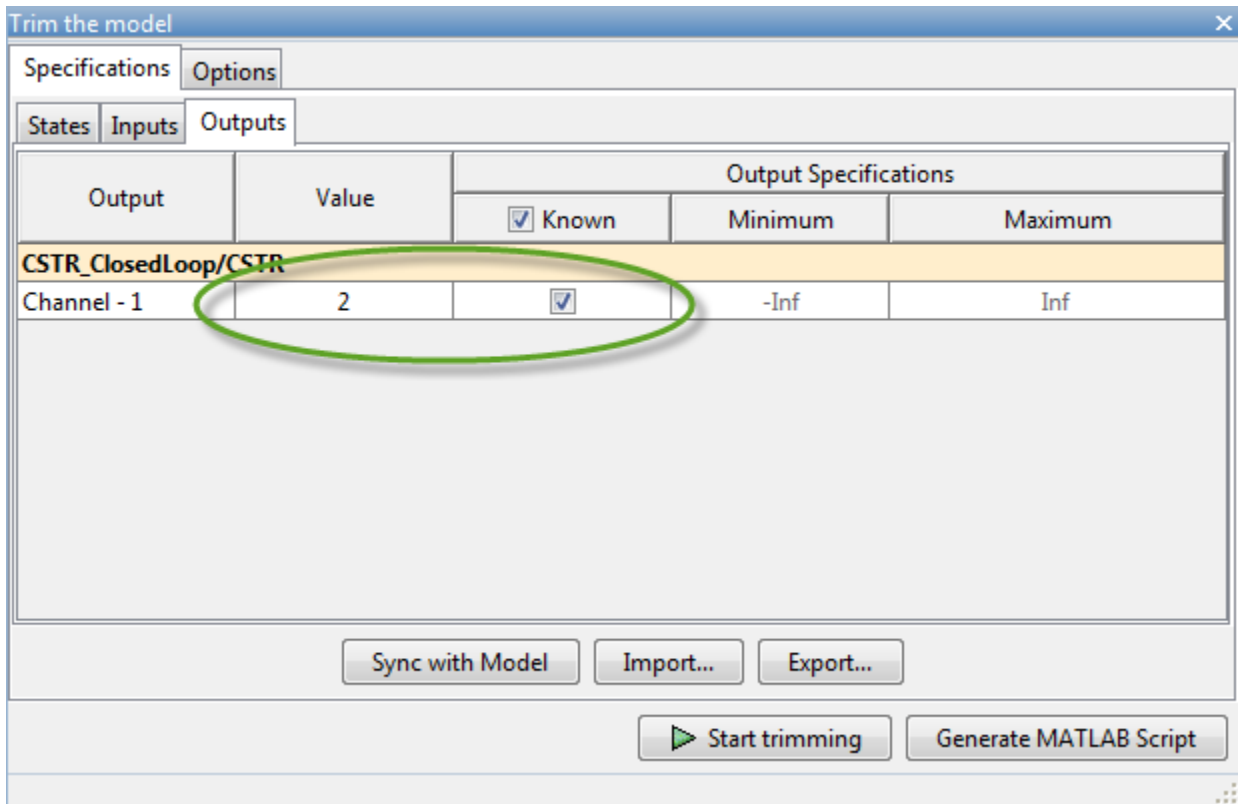 Trim the model
Specifications Options
States Inputs Outputs
Output Value Output Specifications
Known Minimum Maximum
CSTR_ClosedLoop/CSTR
Channel - 1 2 -Inf Inf
Sync with Model Import... Export...
Start trimming Generate MATLAB Script